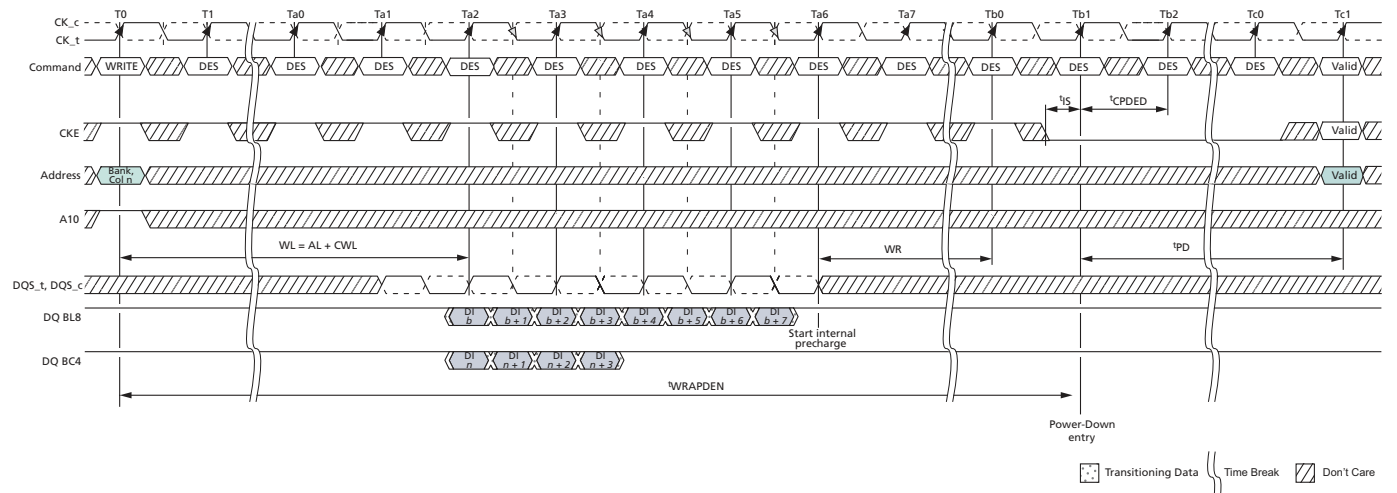 T0 T1 Ta0 Ta1 Ta2 Ta3 Ta4 Ta5 Ta6 Ta7 Tb0 Tb1 Tb2 Tc0 Tc1
CK_c
CK_t
Command WRITE DES DES DES DES DES DES DES DES DES DES DES DES DES Valid
tIS tCPDED
CKE Valid
Address Bank, Col n Valid
A10
WL = AL + CWL WR tPD
DQS_t, DQS_c
DQ BL8 DI b DI b + 1 DI b + 2 DI b + 3 DI b + 4 DI b + 5 DI b + 6 DI b + 7
Start internal
precharge
DQ BC4 DI n DI n + 1 DI n + 2 DI n + 3
tWRAPDEN
Power-Down
entry
Transitioning Data Time Break Don't Care